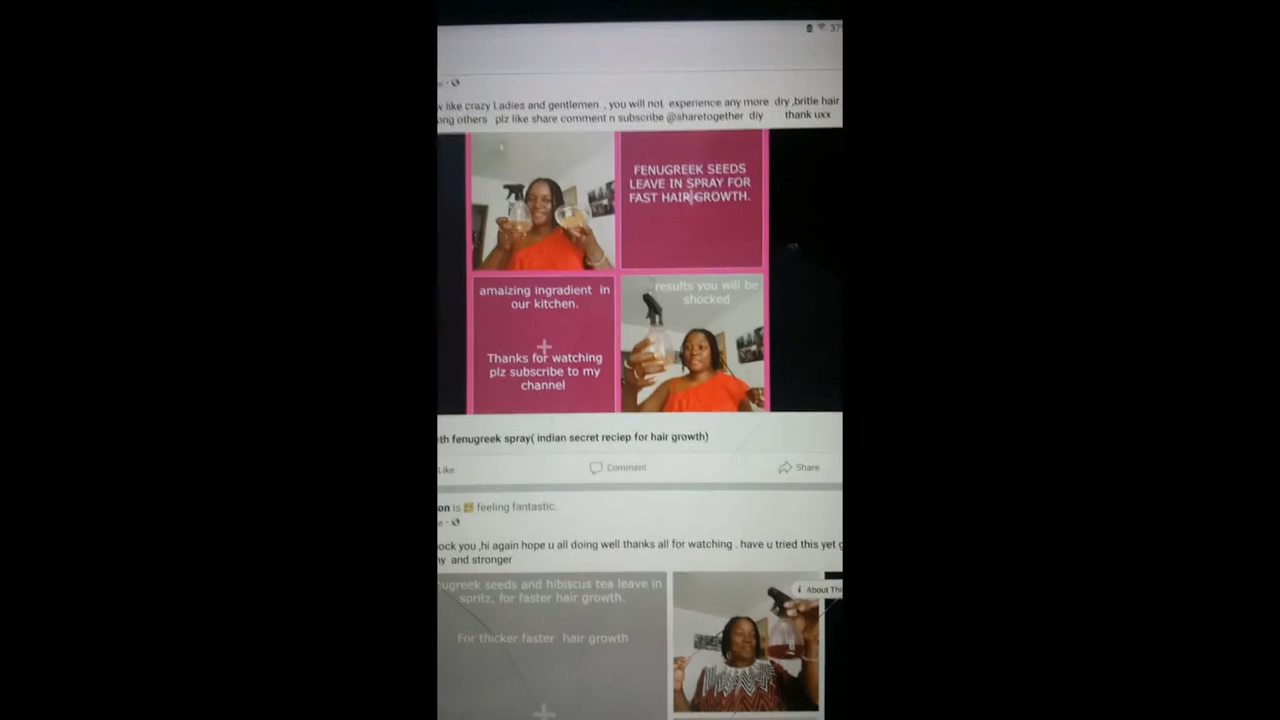 37
like crazy Ladies and gentlemen , you will not experience any more dry ,britle hair
ong others plz like share comment n subscribe @sharetogether diy thank uxx
FENUGREEK SEEDS
LEAVE IN SPRAY FOR
FAST HAIR GROWTH.
amaizing ingredient in
our kitchen.
Thanks for watching
plz subscribe to my
channel
results you will be
shocked
th fenugreek spray( indian secret reciep for hair growth)
Like
Comment
Share
on is feeling fantastic.
ock you ,hi again hope u all doing well thanks all for watching . have u tried this yet g
y and stronger
ugreek seeds and hibiscus tea leave in
spritz, for faster hair growth.
For thicker faster hair growth
About Thi